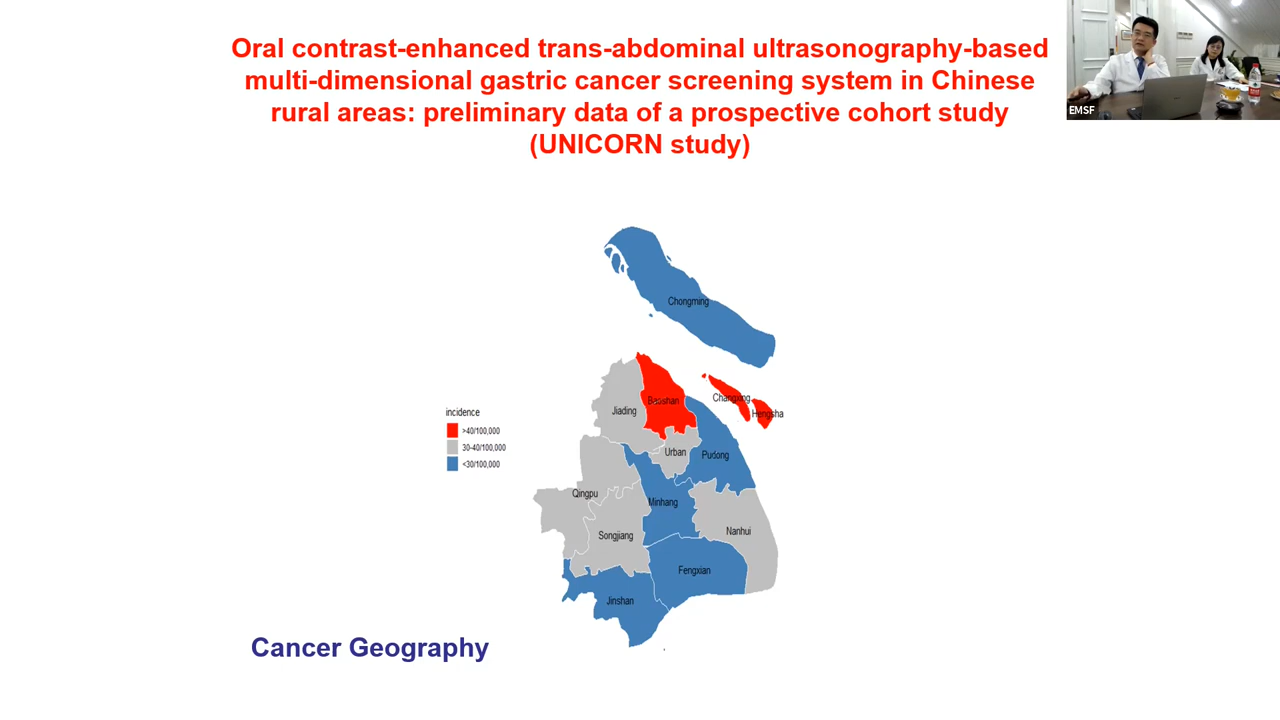 Oral contrast-enhanced trans-abdominal ultrasonography-based
multi-dimensional gastric cancer screening system in Chinese
rural areas: preliminary data of a prospective cohort study
(UNICORN study)
EMSF
Chongming
Baoshan
Changxing
Hengsha
Jiading
incidence
>40/100,000
30-40/100,000
<30/100,000
Urban
Pudong
Qingpu
Minhang
Songjiang
Nanhui
Fengxian
Jinshan
Cancer Geography